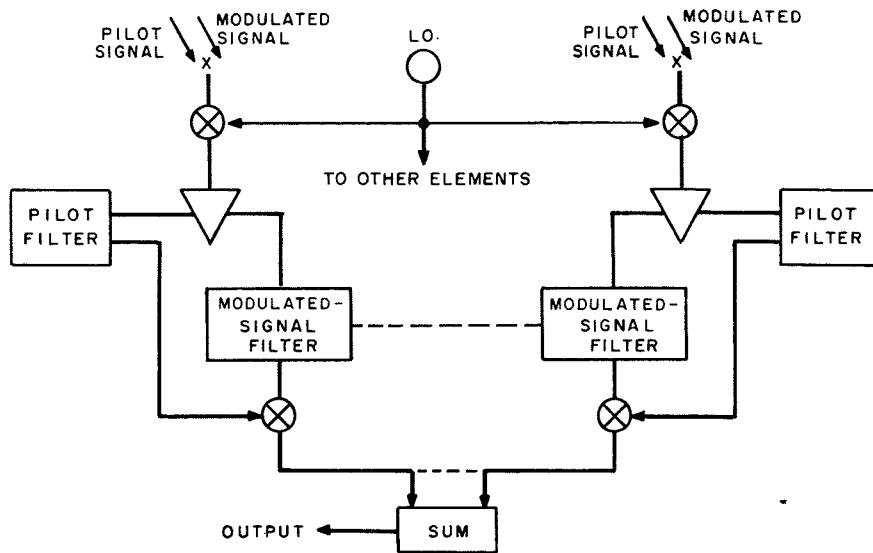 PILOT SIGNAL
MODULATED SIGNAL
X
L.O.
PILOT SIGNAL
MODULATED SIGNAL
X
TO OTHER ELEMENTS
PILOT
FILTER
PILOT
FILTER
MODULATED-
SIGNAL
FILTER
MODULATED-
SIGNAL
FILTER
OUTPUT
SUM